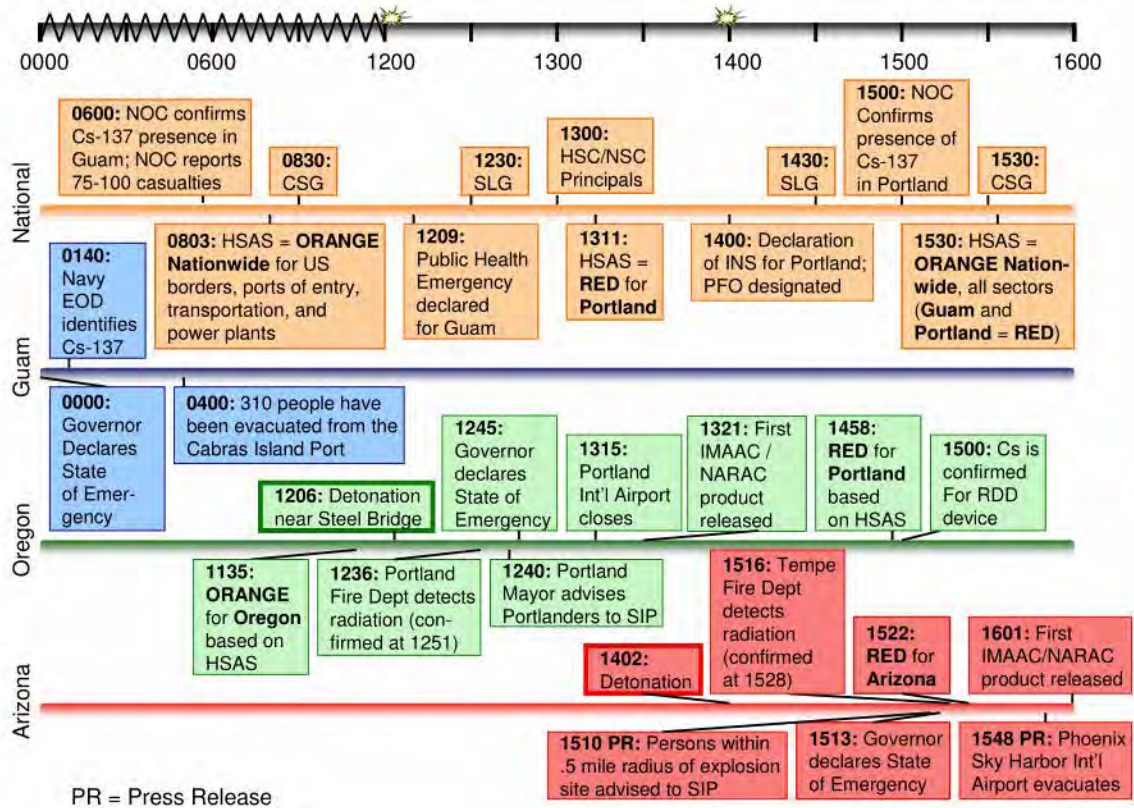 0000
0600
1200
1300
1400
1500
1600
National
0600: NOC confirms
Cs-137 presence in
Guam; NOC reports
75-100 casualties
0830:
CSG
1230:
SLG
1300:
HSC/NSC
Principals
1430:
SLG
1500: NOC
Confirms
presence of
Cs-137
in Portland
1530:
CSG
0803: HSAS = ORANGE
Nationwide for US
borders, ports of entry,
transportation, and
power plants
1209:
Public Health
Emergency
declared
for Guam
1311:
HSAS =
RED for
Portland
1400: Declaration
of INS for Portland;
PFO designated
1530: HSAS =
ORANGE Nation-
wide, all sectors
(Guam and
Portland = RED)
Guam
0140:
Navy
EOD
identifies
Cs-137
0000:
Governor
Declares
State
of Emer-
gency
0400: 310 people have
been evacuated from the
Cabras Island Port
Oregon
1206: Detonation
near Steel Bridge
1245:
Governor
declares
State of
Emergency
1315:
Portland
Int'l Airport
closes
1321: First
IMAAC /
NARAC
product
released
1458:
RED for
Portland
based
on HSAS
1500: Cs is
confirmed
For RDD
device
1135:
ORANGE
for Oregon
based on
HSAS
1236: Portland
Fire Dept detects
radiation (con-
firmed at 1251)
1240: Portland
Mayor advises
Portlanders to SIP
Arizona
1402:
Detonation
1516: Tempe
Fire Dept
detects
radiation
(confirmed
at 1528)
1522:
RED for
Arizona
1601: First
IMAAC/NARAC
product released
1510 PR: Persons within
.5 mile radius of explosion
site advised to SIP
1513: Governor
declares State
of Emergency
1548 PR: Phoenix
Sky Harbor Int'l
Airport evacuates
PR = Press Release